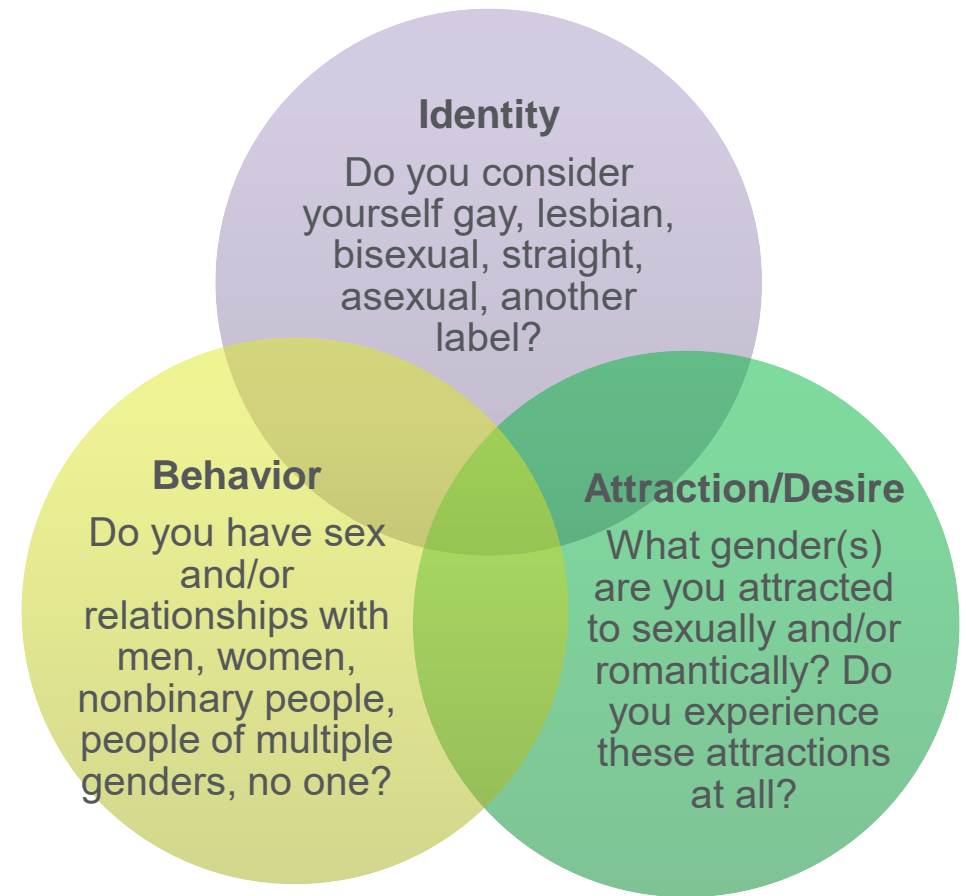 Identity
Do you consider
yourself gay, lesbian,
bisexual, straight,
asexual, another
label?
Behavior
Do you have sex
and/or
relationships with
men, women,
nonbinary people,
people of multiple
genders, no one?
Attraction/Desire
What gender(s)
are you attracted
to sexually and/or
romantically? Do
you experience
these attractions
at all?